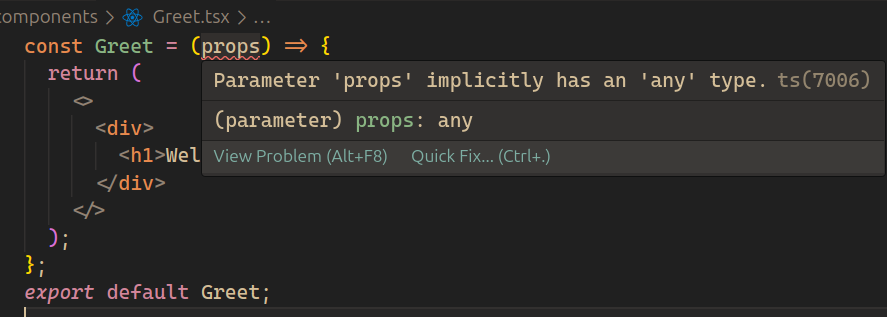 omponents > Greet.tsx > ...
const Greet = (props) => {
return (
<>
<div>
<h1>Wel
</div>
</>
);
};
export default Greet;
Parameter 'props' implicitly has an 'any' type. ts(7006)
(parameter) props: any
View Problem (Alt+F8) Quick Fix... (Ctrl+.)